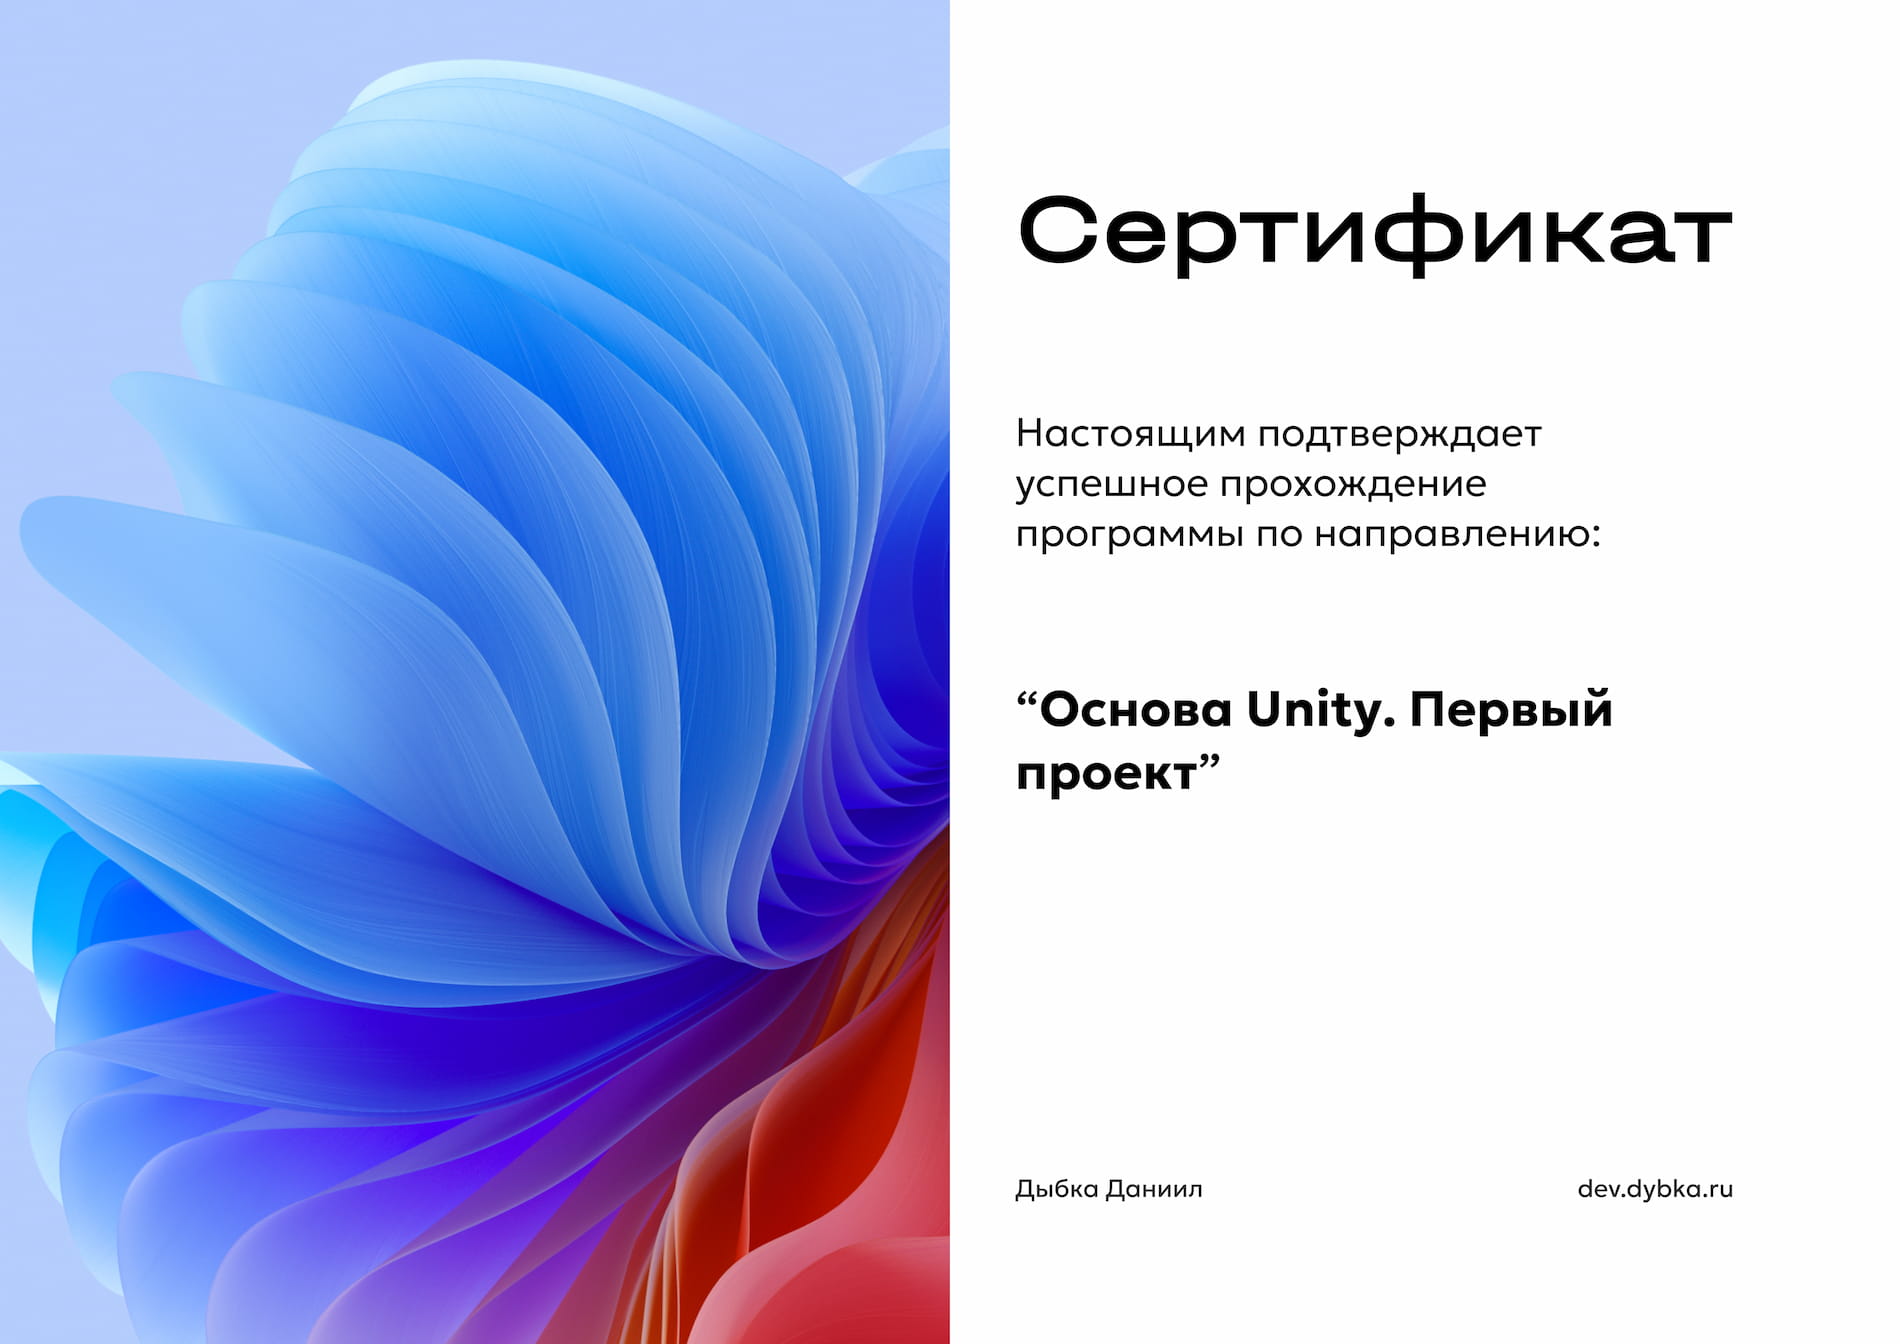 Сертификат
Настоящим подтверждает
успешное прохождение
программы по направлению:
“Основа Unity. Первый
проект”
Дыбка Даниил
dev.dybka.ru